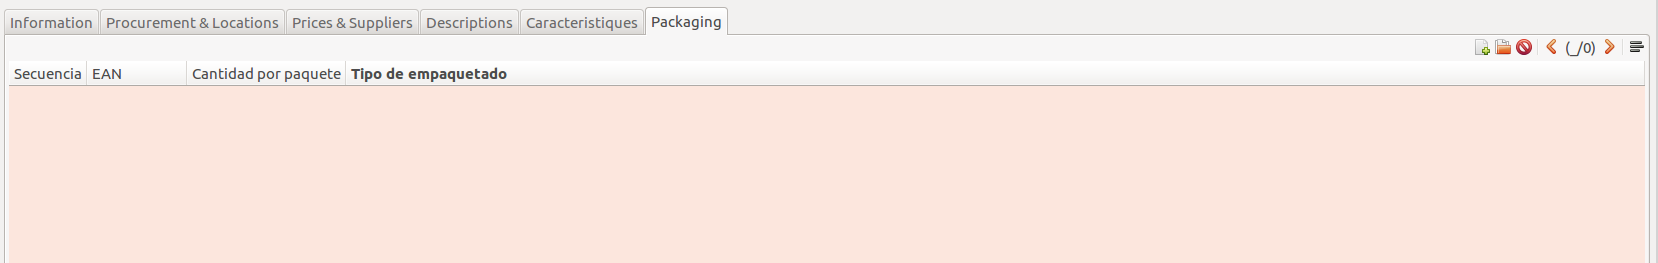 Information Procurement & Locations Prices & Suppliers Descriptions Caracteristiques Packaging
(_/0)
Secuencia EAN Cantidad por paquete Tipo de empaquetado